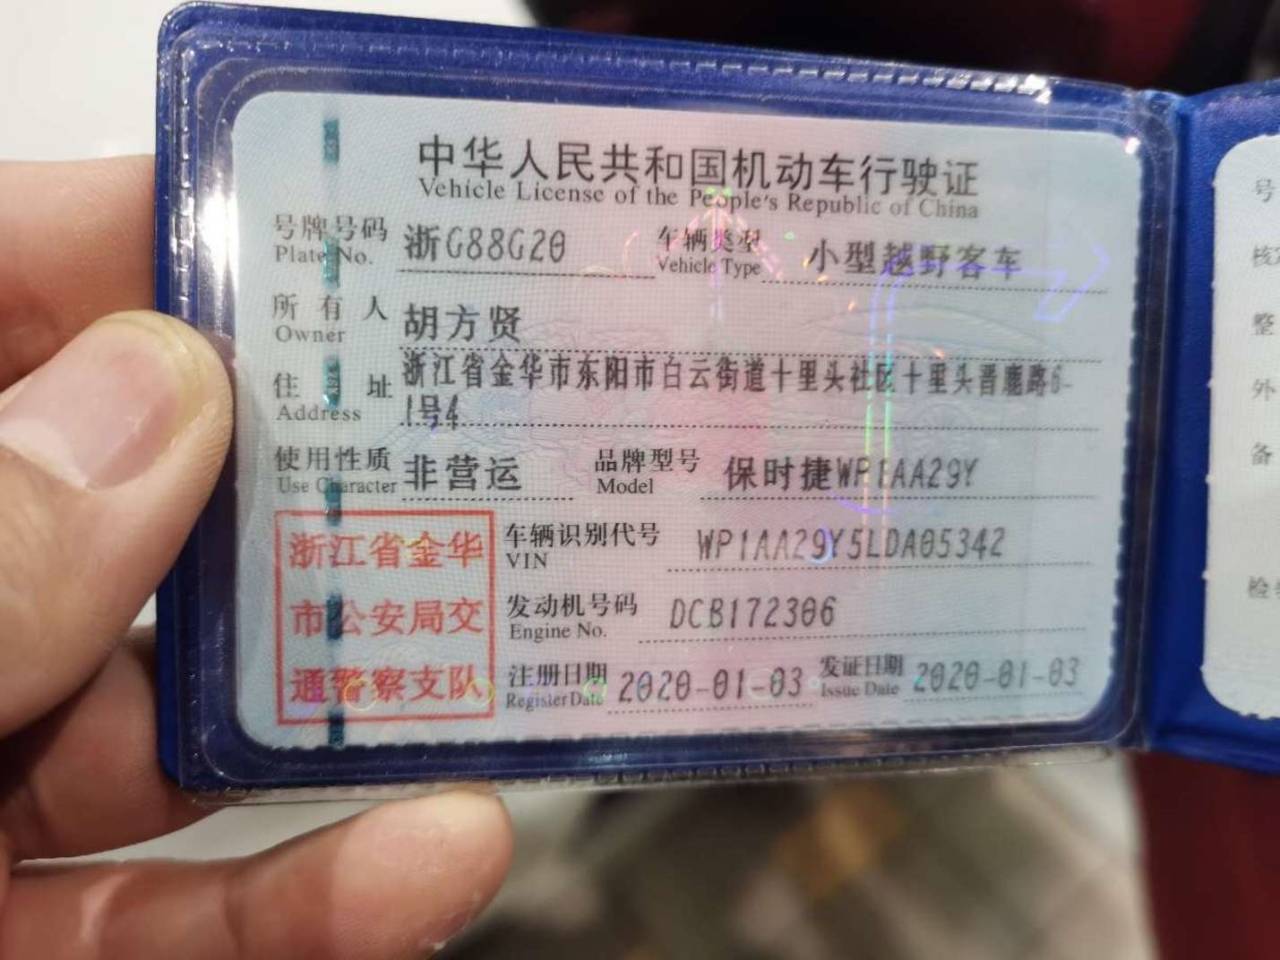 中华人民共和国机动车行驶证
Vehicle License of the People's Republic of China
号牌号码 浙G88G20 车辆类型 小型越野客车
Plate No. Vehicle Type
所有人 胡方贤
Owner
住址 浙江省金华市东阳市白云街道十里头社区十里头晋鹿路6-
Address 1号4
使用性质 非营运 品牌型号 保时捷WP1AA29Y
Use Character Model
浙江省金华
市公安局交
通警察支队
车辆识别代号 WP1AA29Y5LDA05342
VIN
发动机号码 DCB172306
Engine No.
注册日期 2020-01-03 发证日期 2020-01-03
Register Date Issue Date
号
核
整
外
备
检